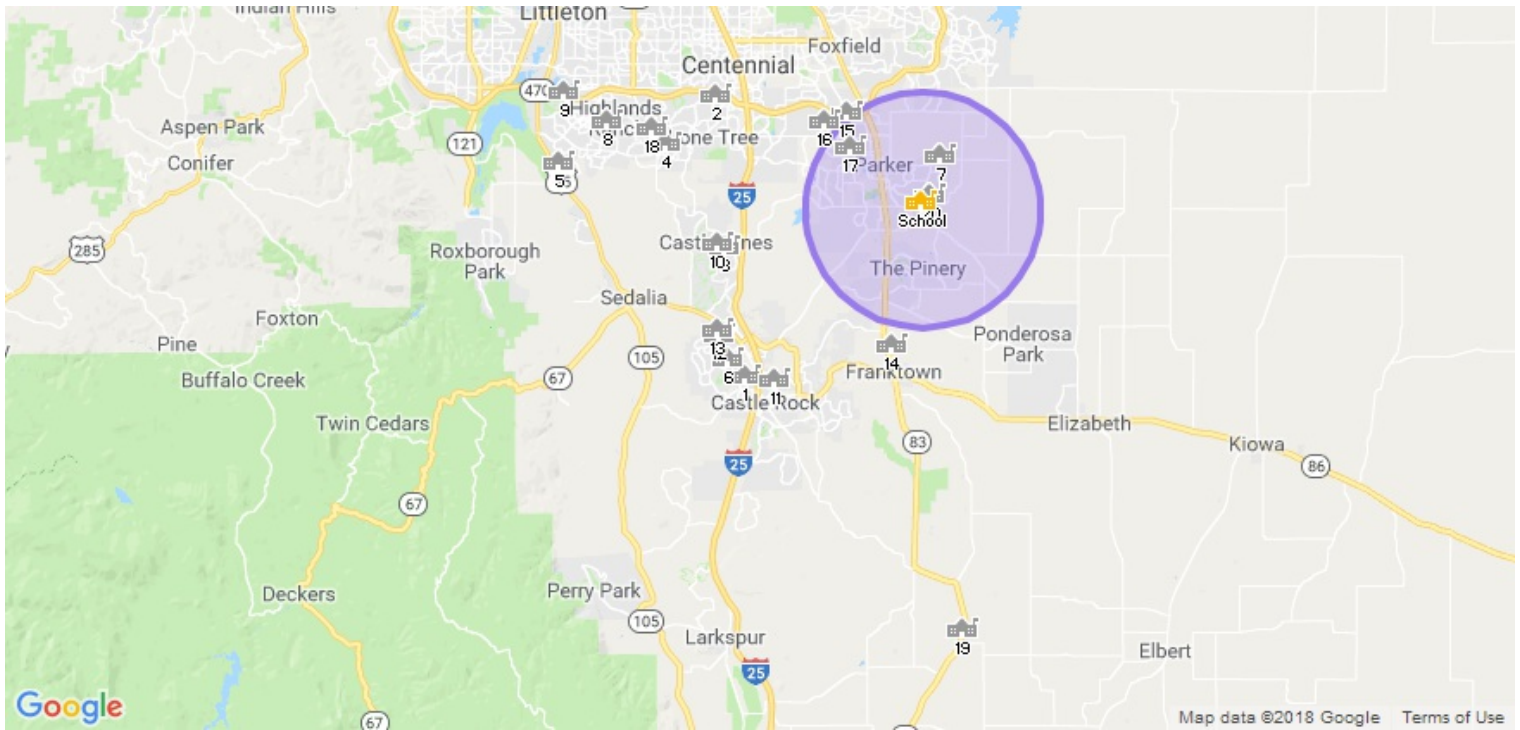 Indian Hills
Littleton
Foxfield
Centennial
470
9
Highlands
Ranch
2
8
18
4
Lone Tree
15
16
17
Parker
7
Aspen Park
Conifer
121
5
25
School
285
Roxborough
Park
10
3
The Pinery
Sedalia
Foxton
Pine
Ponderosa
Park
13
105
14
Franktown
Buffalo Creek
67
6
1
11
Castle Rock
Twin Cedars
Elizabeth
83
Kiowa
86
25
67
Deckers
Perry Park
105
Larkspur
19
Elbert
25
67
Google
Map data ©2018 Google
Terms of Use